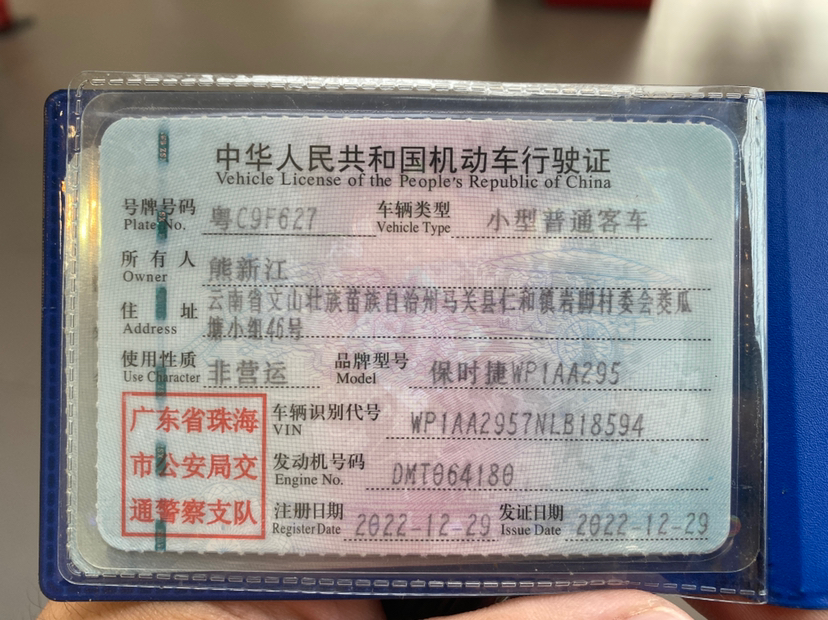 中华人民共和国机动车行驶证
Vehicle License of the People's Republic of China
号牌号码 粤C9F627 车辆类型 小型普通客车
Plate No. Vehicle Type
所有人 熊新江
Owner
住址 云南省文山壮族苗族自治州马关县仁和镇岩脚村委会茭瓜
Address 塘小组46号
使用性质 非营运 品牌型号 保时捷WP1AA295
Use Character Model
广东省珠海 车辆识别代号 WP1AA2957NLB18594
VIN
市公安局交 发动机号码 DMT064180
Engine No.
通警察支队 注册日期 2022-12-29 发证日期 2022-12-29
Register Date Issue Date